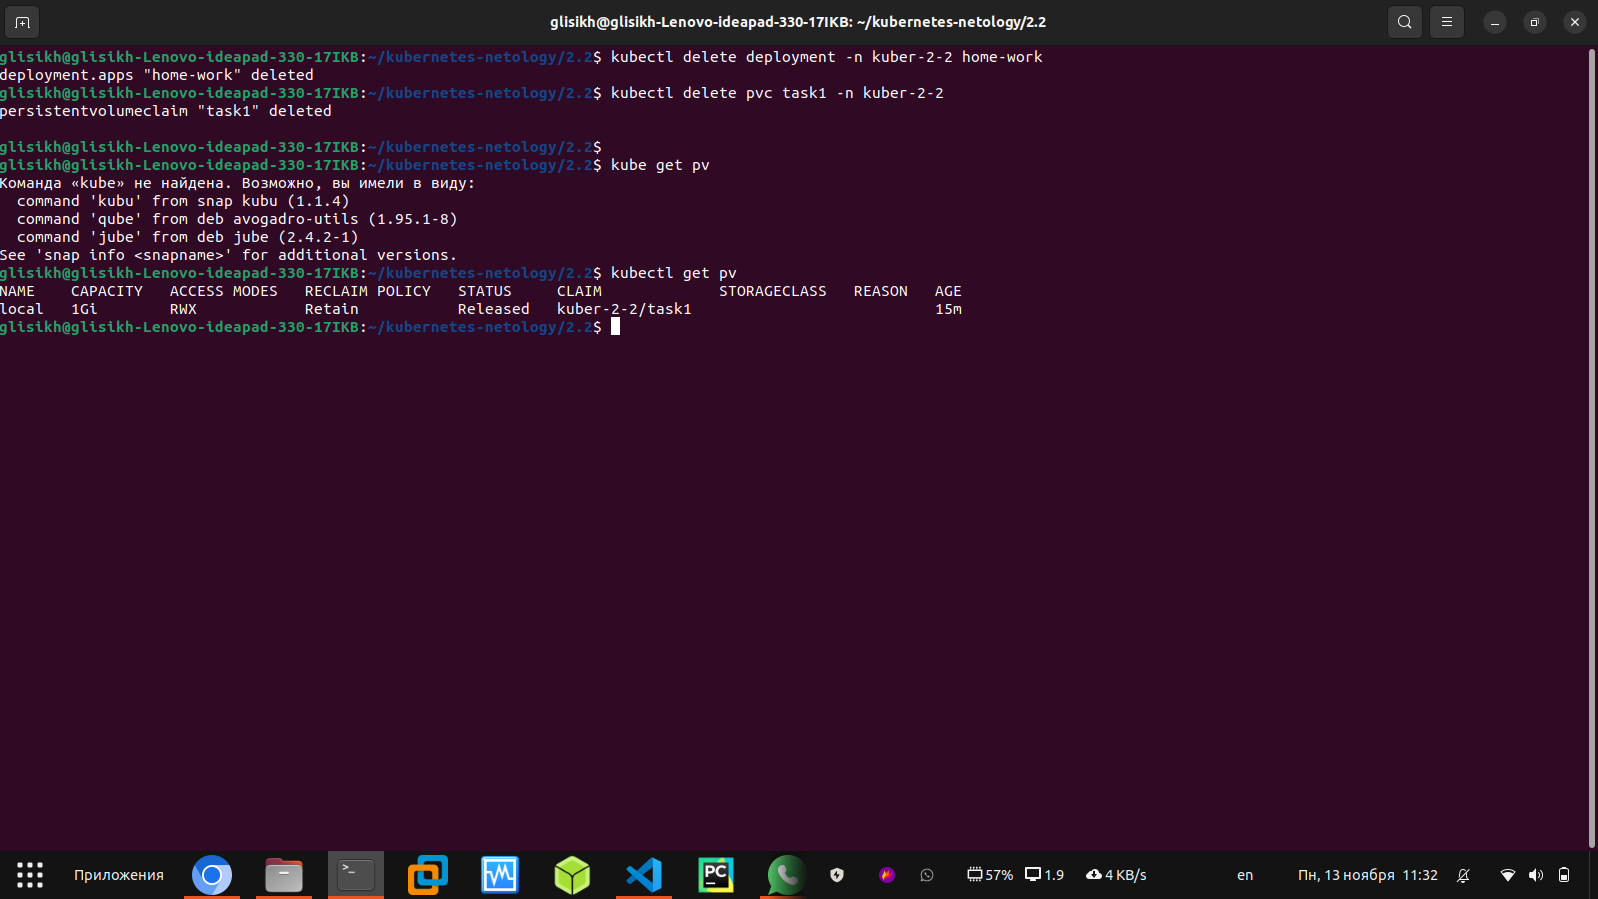 glisikh@glisikh-Lenovo-ideapad-330-17IKB: ~/kubernetes-netology/2.2
glisikh@glisikh-Lenovo-ideapad-330-17IKB:~/kubernetes-netology/2.2$ kubectl delete deployment -n kuber-2-2 home-work
deployment.apps "home-work" deleted
glisikh@glisikh-Lenovo-ideapad-330-17IKB:~/kubernetes-netology/2.2$ kubectl delete pvc task1 -n kuber-2-2
persistentvolumeclaim "task1" deleted
glisikh@glisikh-Lenovo-ideapad-330-17IKB:~/kubernetes-netology/2.2$
glisikh@glisikh-Lenovo-ideapad-330-17IKB:~/kubernetes-netology/2.2$ kube get pv
Команда «kube» не найдена. Возможно, вы имели в виду:
  command 'kubu' from snap kubu (1.1.4)
  command 'qube' from deb avogadro-utils (1.95.1-8)
  command 'jube' from deb jube (2.4.2-1)
See 'snap info <snapname>' for additional versions.
glisikh@glisikh-Lenovo-ideapad-330-17IKB:~/kubernetes-netology/2.2$ kubectl get pv
NAME    CAPACITY   ACCESS MODES   RECLAIM POLICY   STATUS     CLAIM             STORAGECLASS   REASON   AGE
local   1Gi        RWX            Retain           Released   kuber-2-2/task1                           15m
glisikh@glisikh-Lenovo-ideapad-330-17IKB:~/kubernetes-netology/2.2$
Приложения >_ PC 57% 1.9 4 KB/s en Пн, 13 ноября 11:32